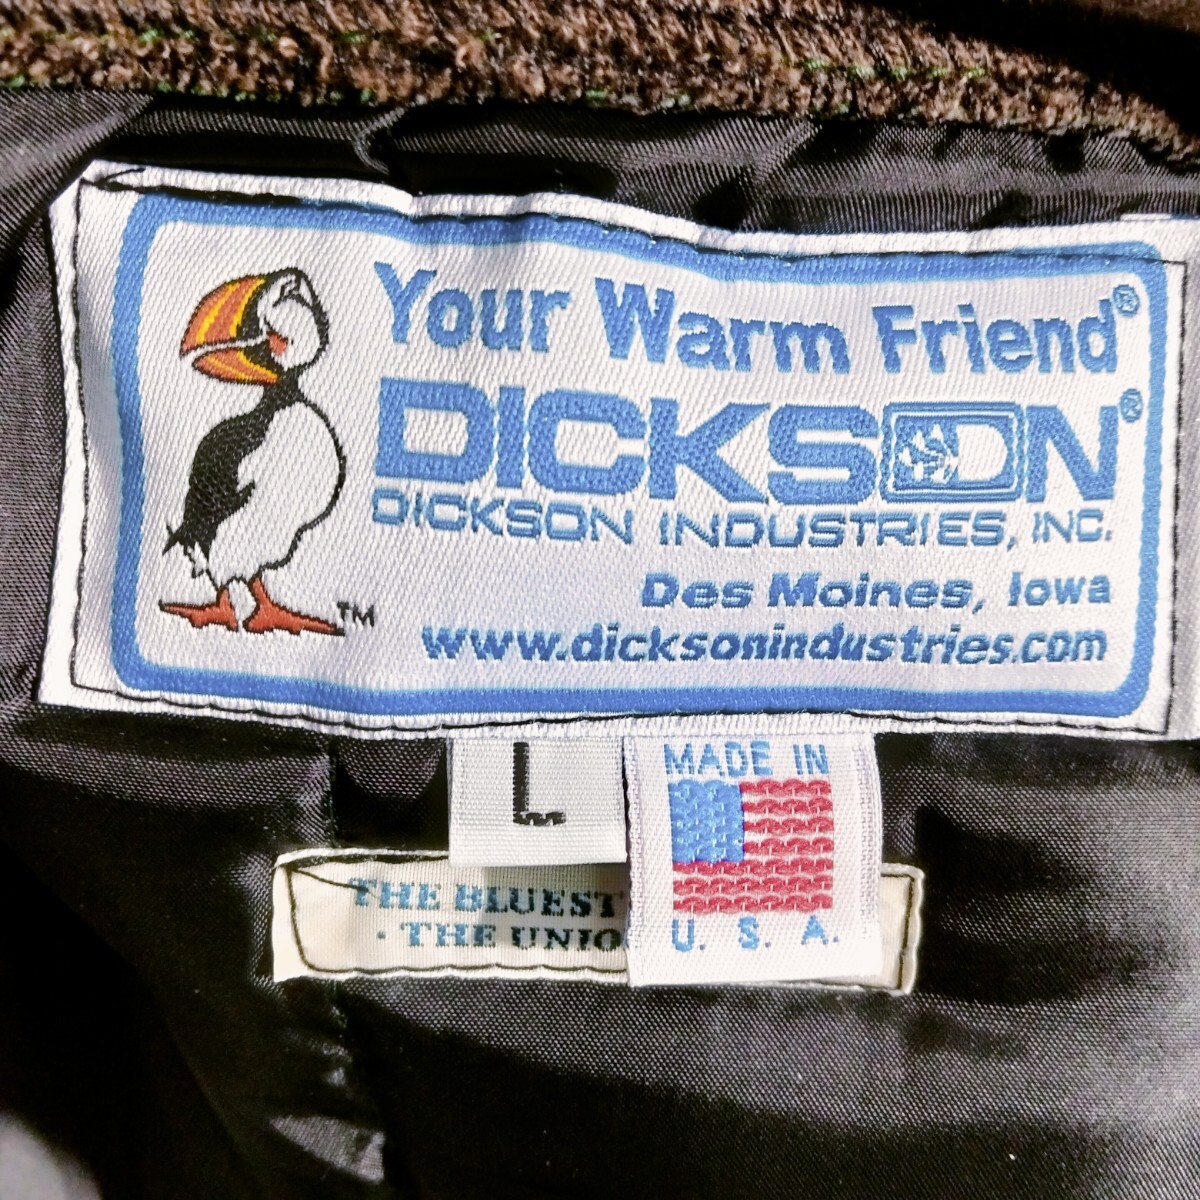 Your Warm Friend®
DICKSON®
DICKSON INDUSTRIES, INC.
Des Moines, Iowa
www.dicksonindustries.com
TM
L
MADE IN
U. S. A.
THE BLUEST
· THE UNIO